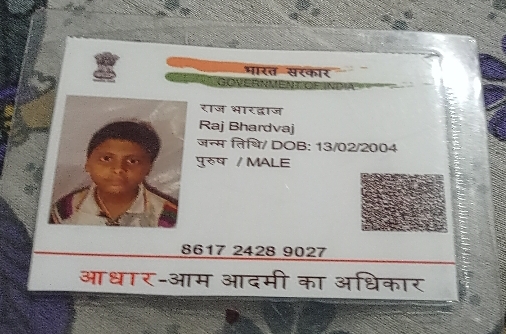 भारत सरकार
GOVERNMENT OF INDIA
राज भारद्वाज
Raj Bhardvaj
जन्म तिथि/ DOB: 13/02/2004
पुरुष / MALE
8617 2428 9027
आधार-आम आदमी का अधिकार